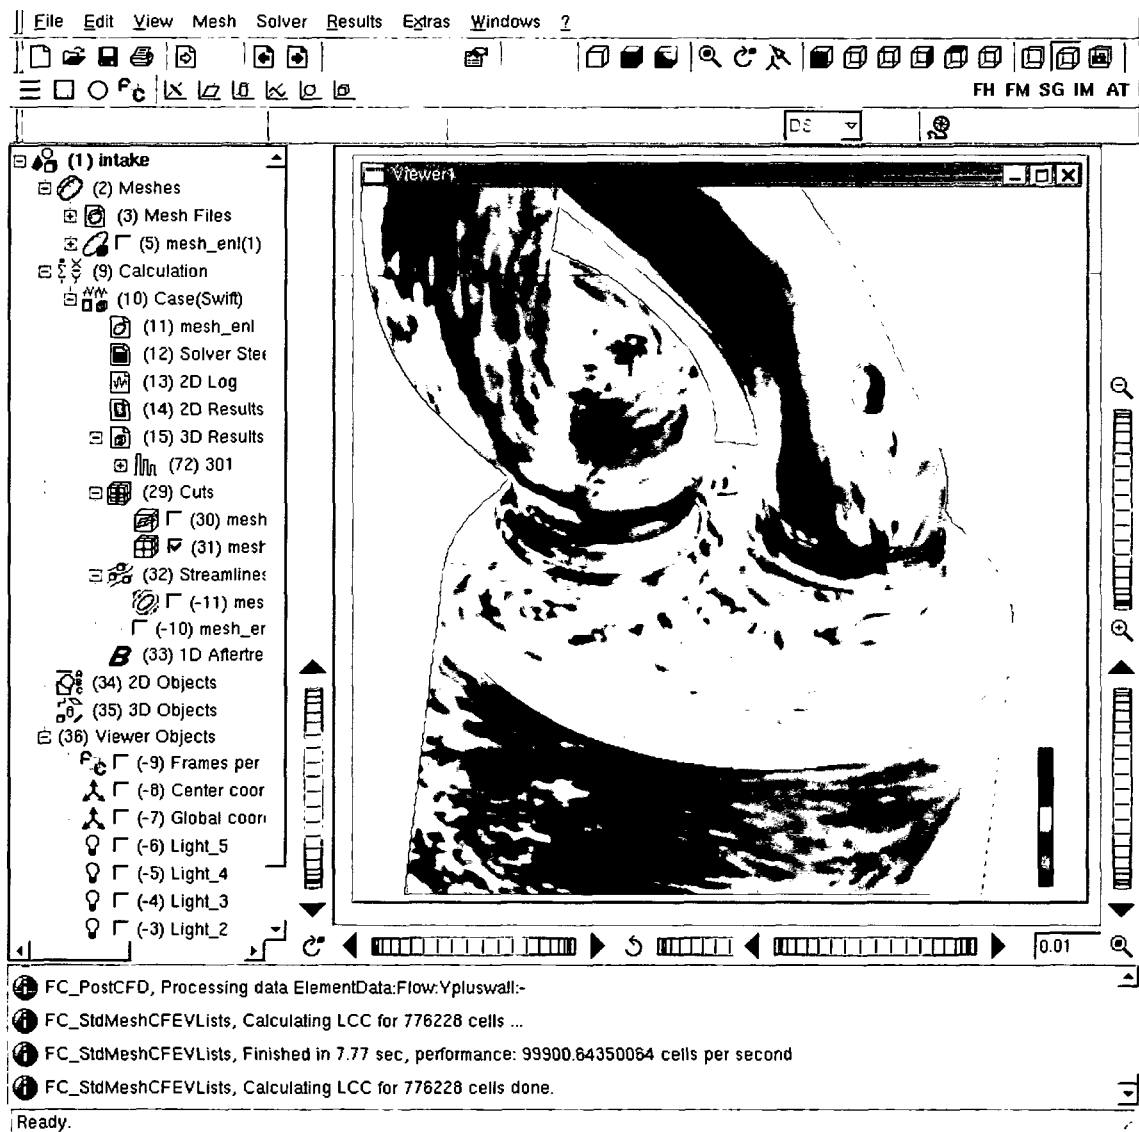 File Edit View Mesh Solver Results Extras Windows ?
FH FM SG IM AT
Viewer1
(1) intake
(2) Meshes
(3) Mesh Files
(5) mesh_enl(1)
(9) Calculation
(10) Case(Swift)
(11) mesh_enl
(12) Solver Stee
(13) 2D Log
(14) 2D Results
(15) 3D Results
(72) 301
(29) Cuts
(30) mesh
(31) mesh
(32) Streamlines
(-11) mes
(-10) mesh_er
(33) 1D Aftertre
(34) 2D Objects
(35) 3D Objects
(36) Viewer Objects
(-9) Frames per
(-8) Center coor
(-7) Global coor
(-6) Light_5
(-5) Light_4
(-4) Light_3
(-3) Light_2
0.01
FC_PostCFD, Processing data ElementData:Flow:Ypluswall:-
FC_StdMeshCFEVLists, Calculating LCC for 776228 cells ...
FC_StdMeshCFEVLists, Finished in 7.77 sec, performance: 99900.64350064 cells per second
FC_StdMeshCFEVLists, Calculating LCC for 776228 cells done.
Ready.